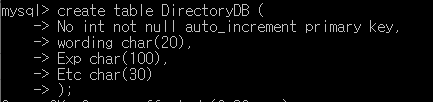 mysql> create table DirectoryDB (
    -> No int not null auto_increment primary key,
    -> wording char(20),
    -> Exp char(100),
    -> Etc char(30)
    -> );